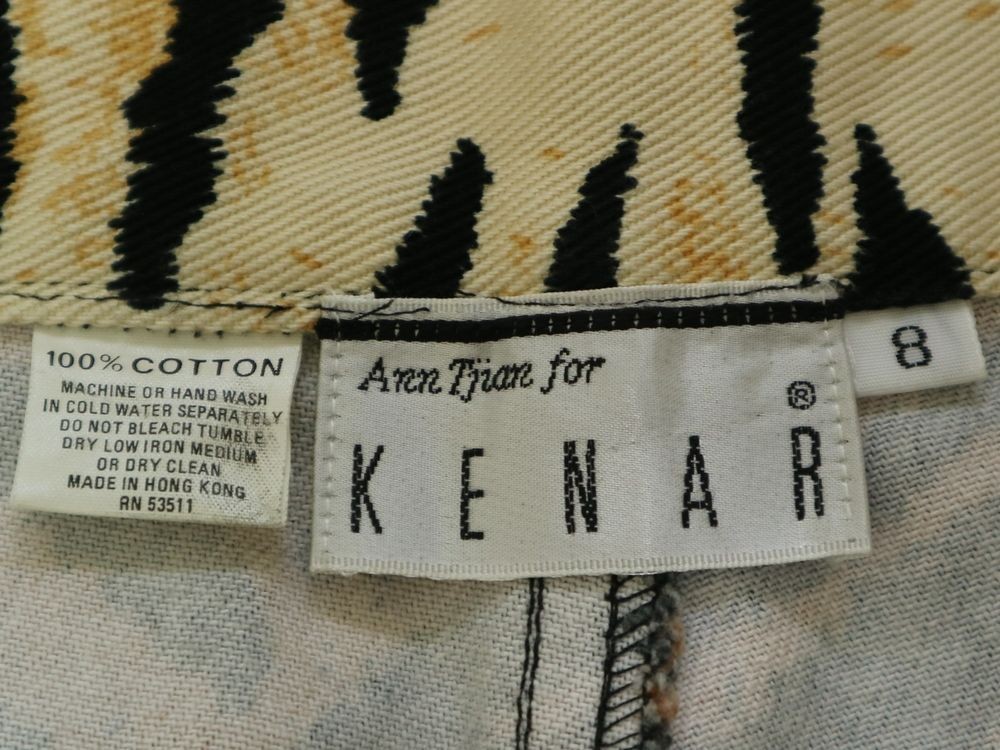 100% COTTON
MACHINE OR HAND WASH
IN COLD WATER SEPARATELY
DO NOT BLEACH TUMBLE
DRY LOW IRON MEDIUM
OR DRY CLEAN
MADE IN HONG KONG
RN 53511
Ann Tjian for
KENAR®
8